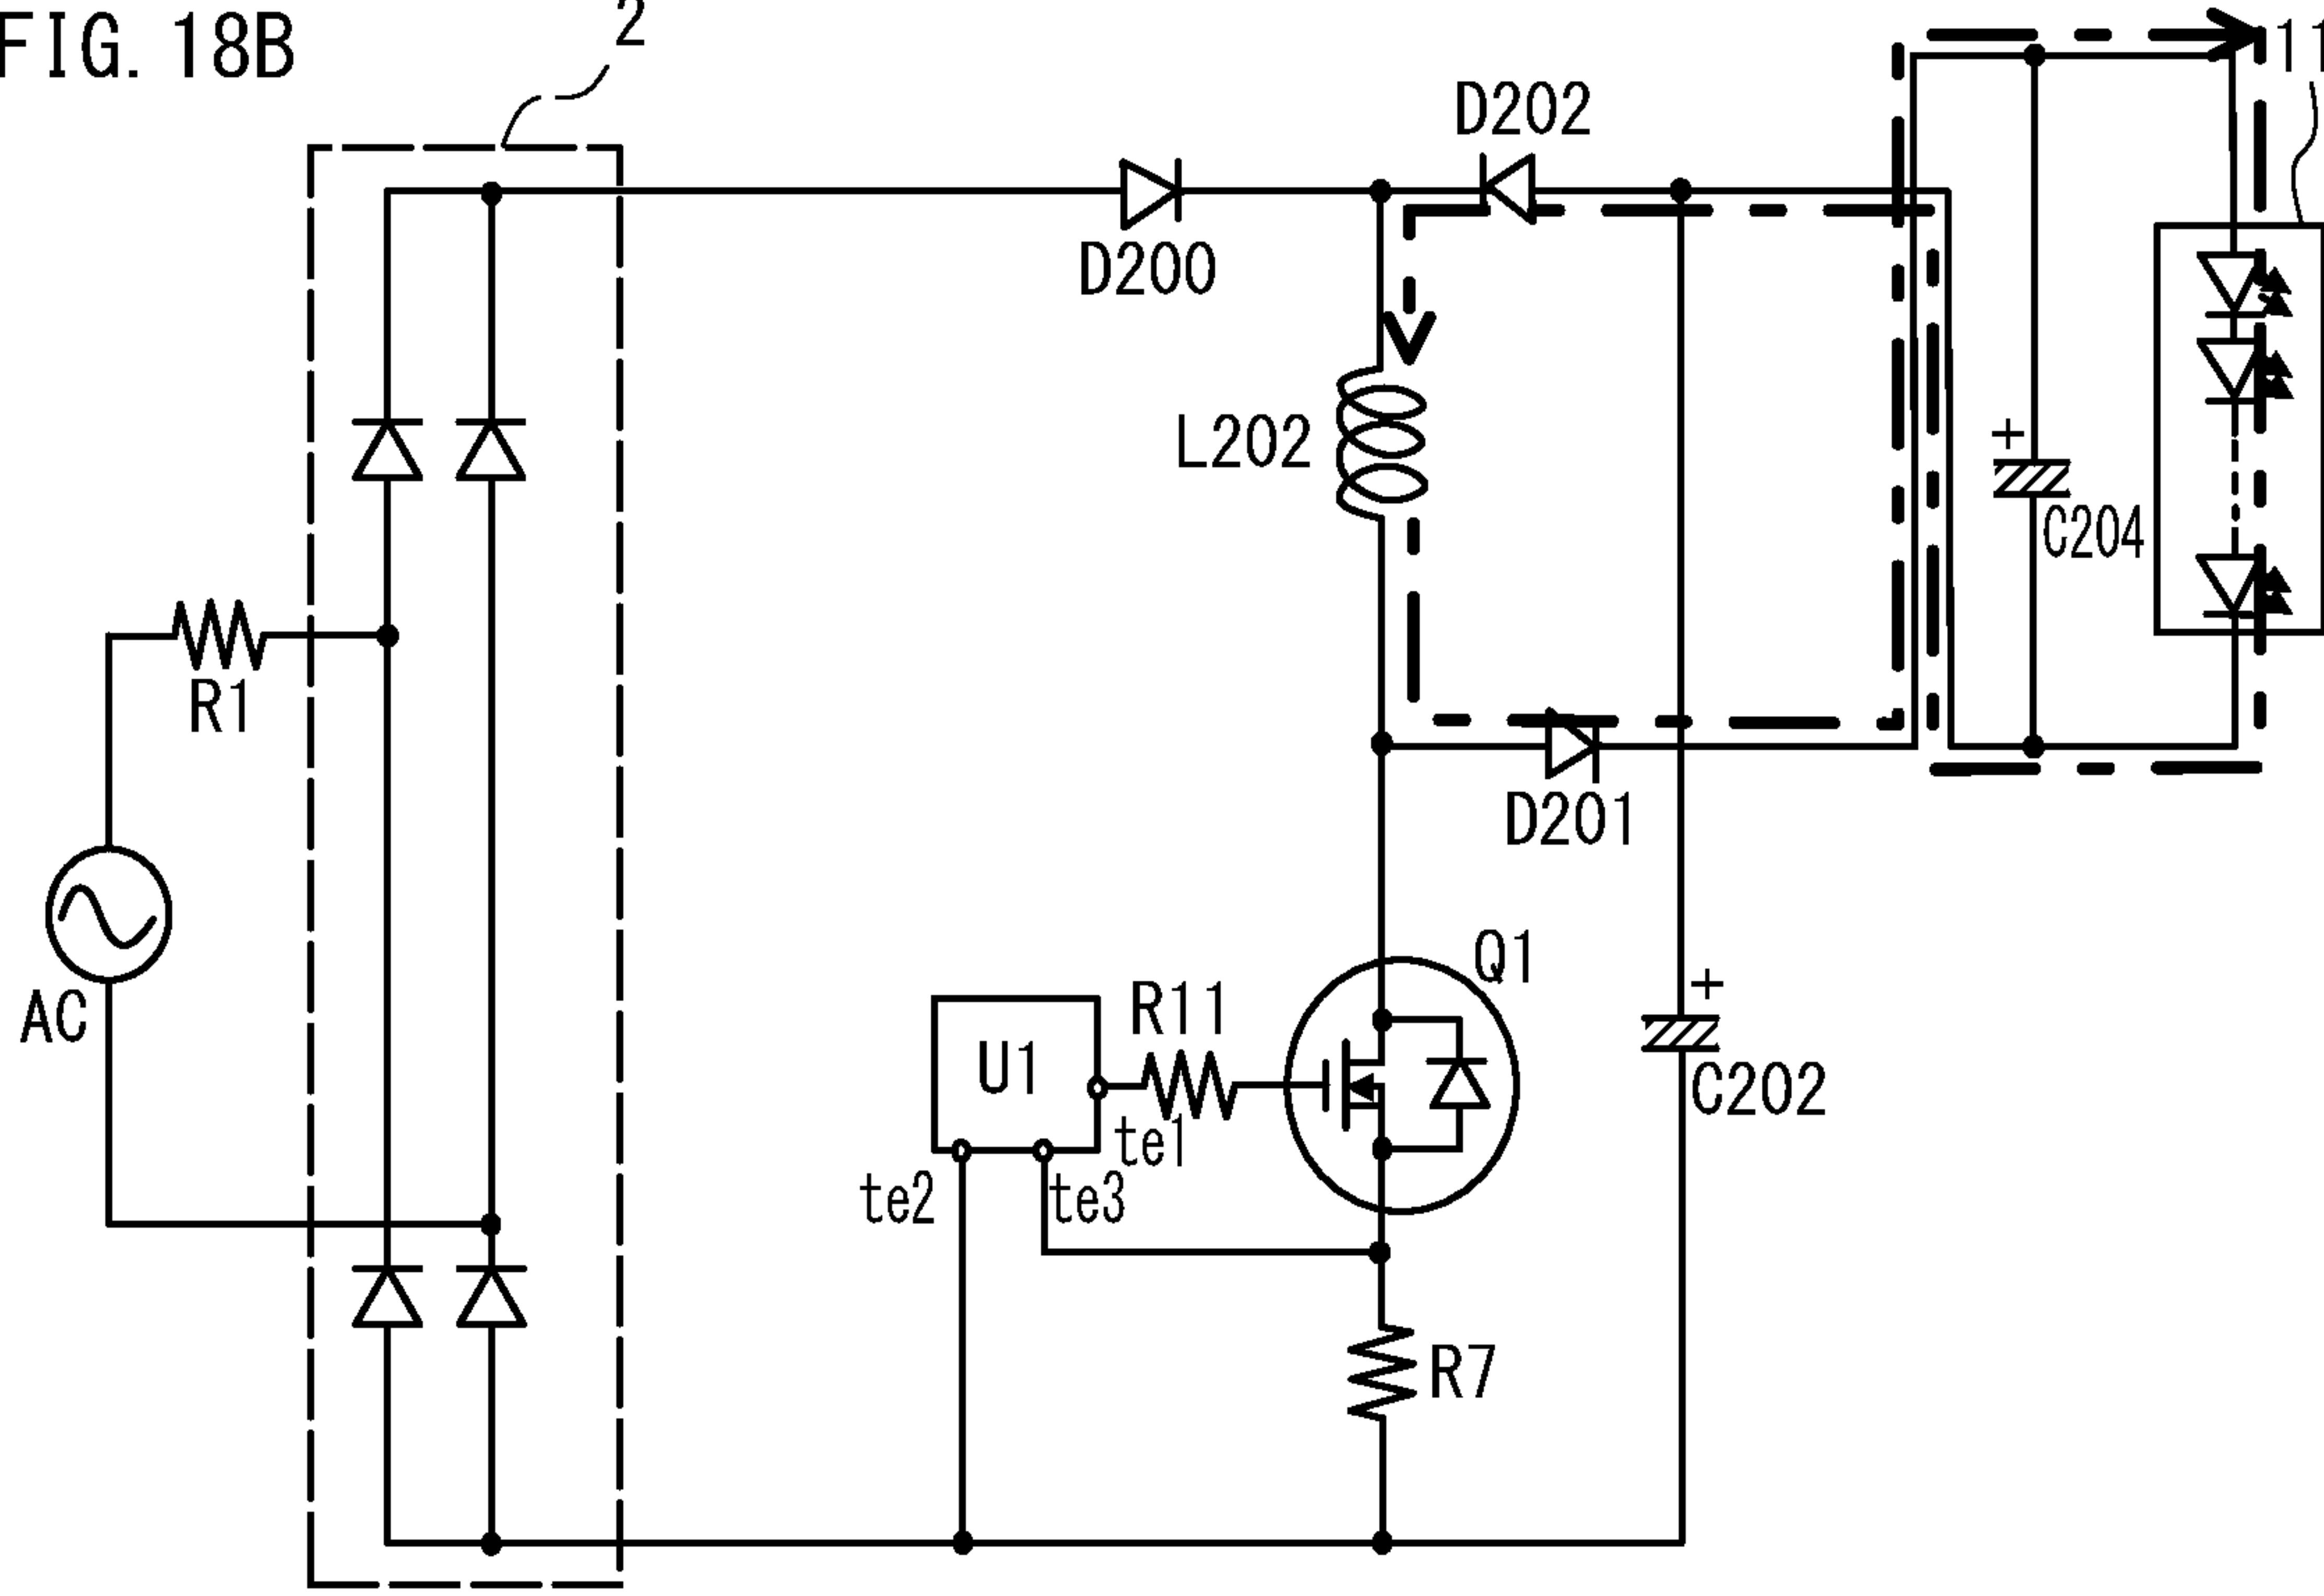 FIG. 18B
2
11
D202
D200
L202
+
C204
R1
D201
AC
Q1
R11
+
U1
C202
te1
te2
te3
R7